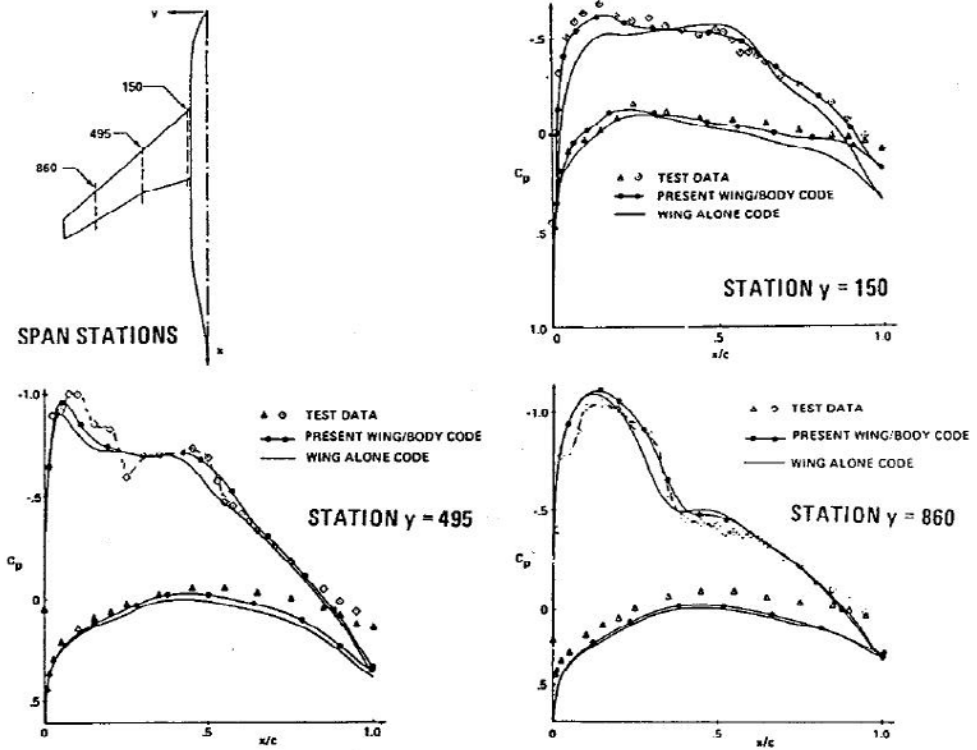 y
150
495
860
x
SPAN STATIONS
-.5
0
.5
1.0
Cp
TEST DATA
PRESENT WING/BODY CODE
WING ALONE CODE
STATION y = 150
0
.5
1.0
x/c
-1.0
-.5
0
.5
Cp
TEST DATA
PRESENT WING/BODY CODE
WING ALONE CODE
STATION y = 495
0
.5
1.0
x/c
-1.0
-.5
0
.5
Cp
TEST DATA
PRESENT WING/BODY CODE
WING ALONE CODE
STATION y = 860
0
.5
1.0
x/c